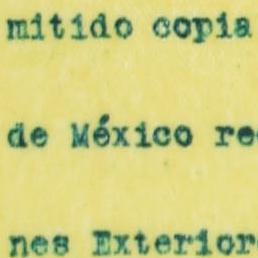 mitido copia
de México re
nes Exterior